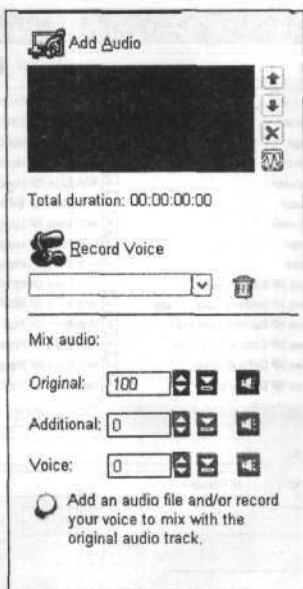 Add Audio
Total duration: 00:00:00:00
Record Voice
Mix audio:
Original: 100
Additional: 0
Voice: 0
Add an audio file and/or record
your voice to mix with the
original audio track.